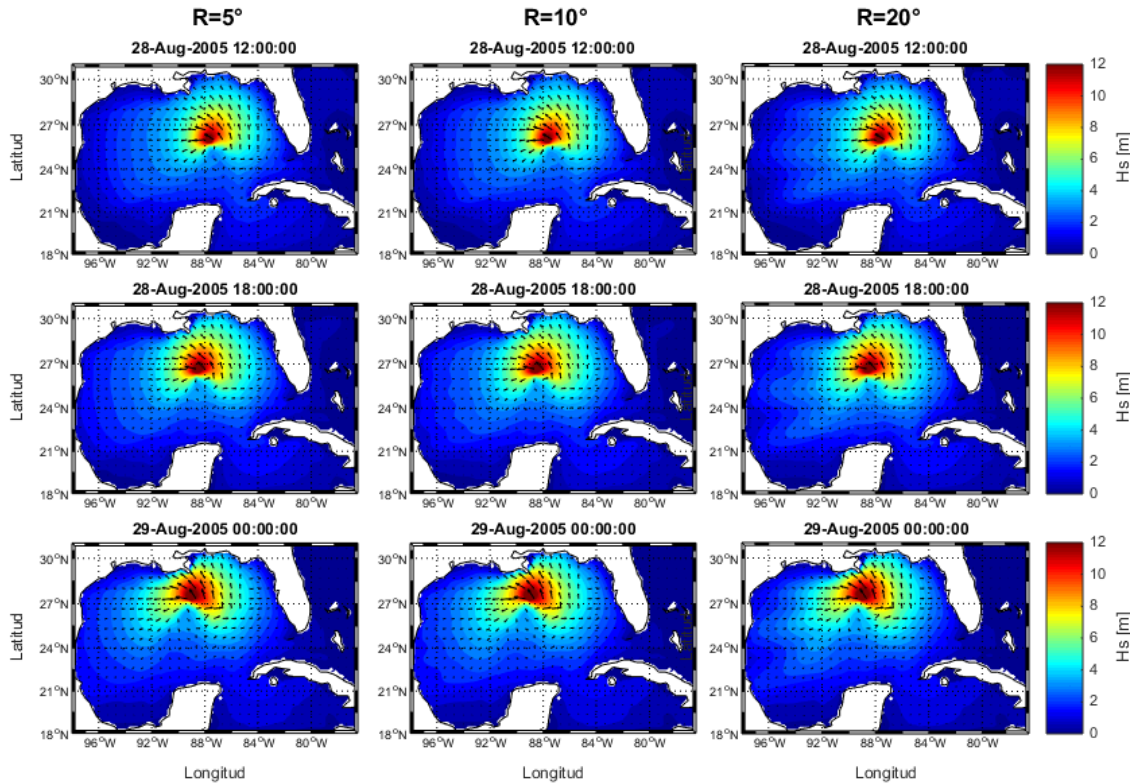 R=5° R=10° R=20°
28-Aug-2005 12:00:00 28-Aug-2005 12:00:00 28-Aug-2005 12:00:00
30°N 30°N 30°N 12
Latitud 27°N 27°N 27°N 10
24°N 24°N 24°N 8
21°N 21°N 21°N 6 Hs [m]
18°N 18°N 18°N 4
2
0
96°W 92°W 88°W 84°W 80°W 96°W 92°W 88°W 84°W 80°W 96°W 92°W 88°W 84°W 80°W
28-Aug-2005 18:00:00 28-Aug-2005 18:00:00 28-Aug-2005 18:00:00
30°N 30°N 30°N 12
Latitud 27°N 27°N 27°N 10
24°N 24°N 24°N 8
21°N 21°N 21°N 6 Hs [m]
18°N 18°N 18°N 4
2
0
96°W 92°W 88°W 84°W 80°W 96°W 92°W 88°W 84°W 80°W 96°W 92°W 88°W 84°W 80°W
29-Aug-2005 00:00:00 29-Aug-2005 00:00:00 29-Aug-2005 00:00:00
30°N 30°N 30°N 12
Latitud 27°N 27°N 27°N 10
24°N 24°N 24°N 8
21°N 21°N 21°N 6 Hs [m]
18°N 18°N 18°N 4
2
0
96°W 92°W 88°W 84°W 80°W 96°W 92°W 88°W 84°W 80°W 96°W 92°W 88°W 84°W 80°W
Longitud Longitud Longitud